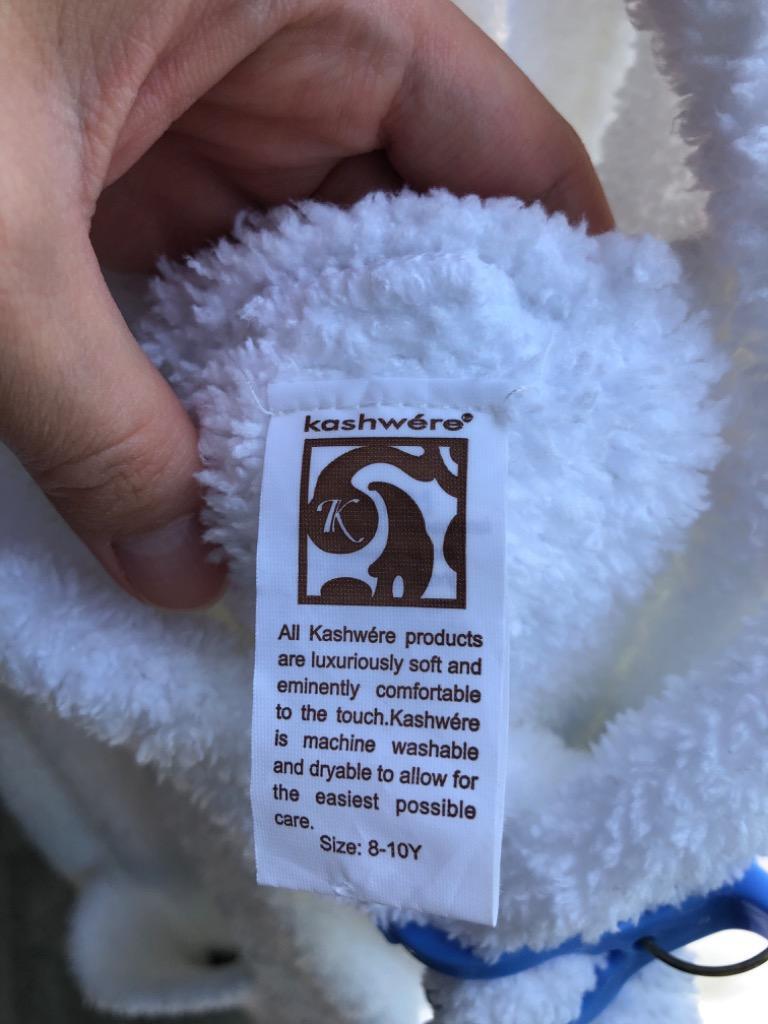 kashwére
K
All Kashwére products
are luxuriously soft and
eminently comfortable
to the touch.Kashwére
is machine washable
and dryable to allow for
the easiest possible
care.
Size: 8-10Y